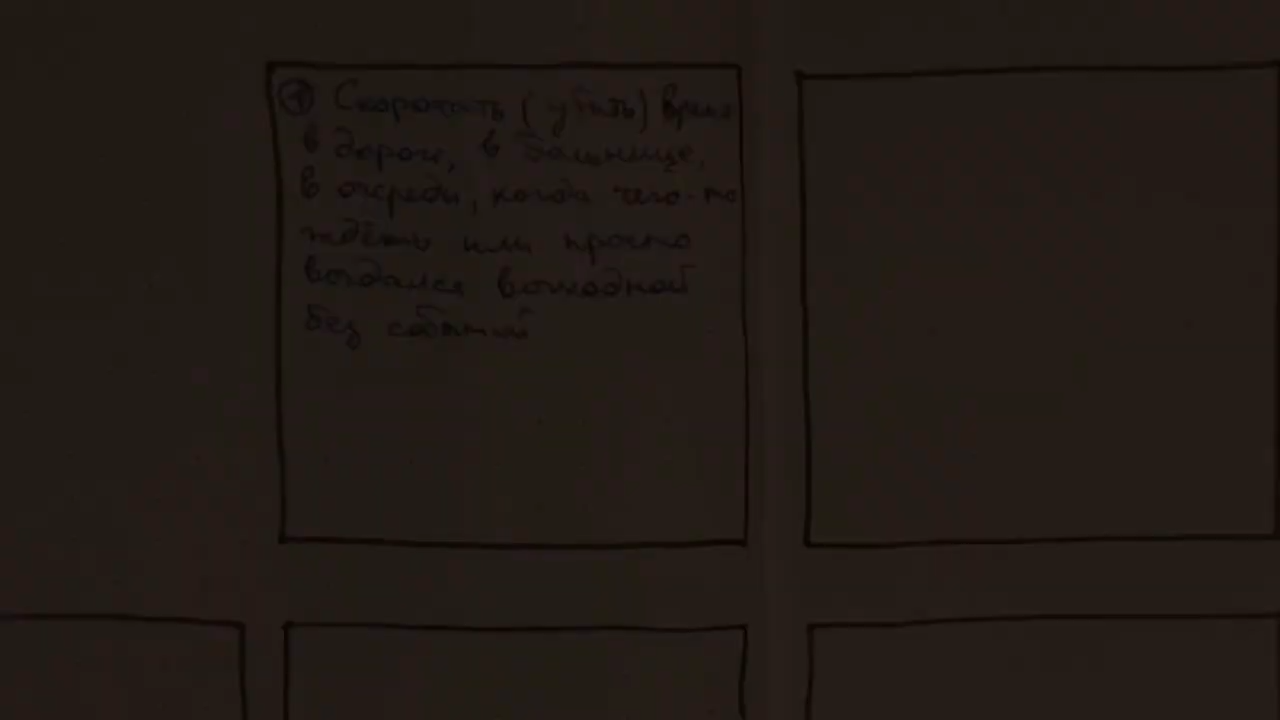 ① Скоротать (убить) время
в дороге, в больнице,
в очереди, когда чего-то
ждёшь или просто
выдался выходной
без событий